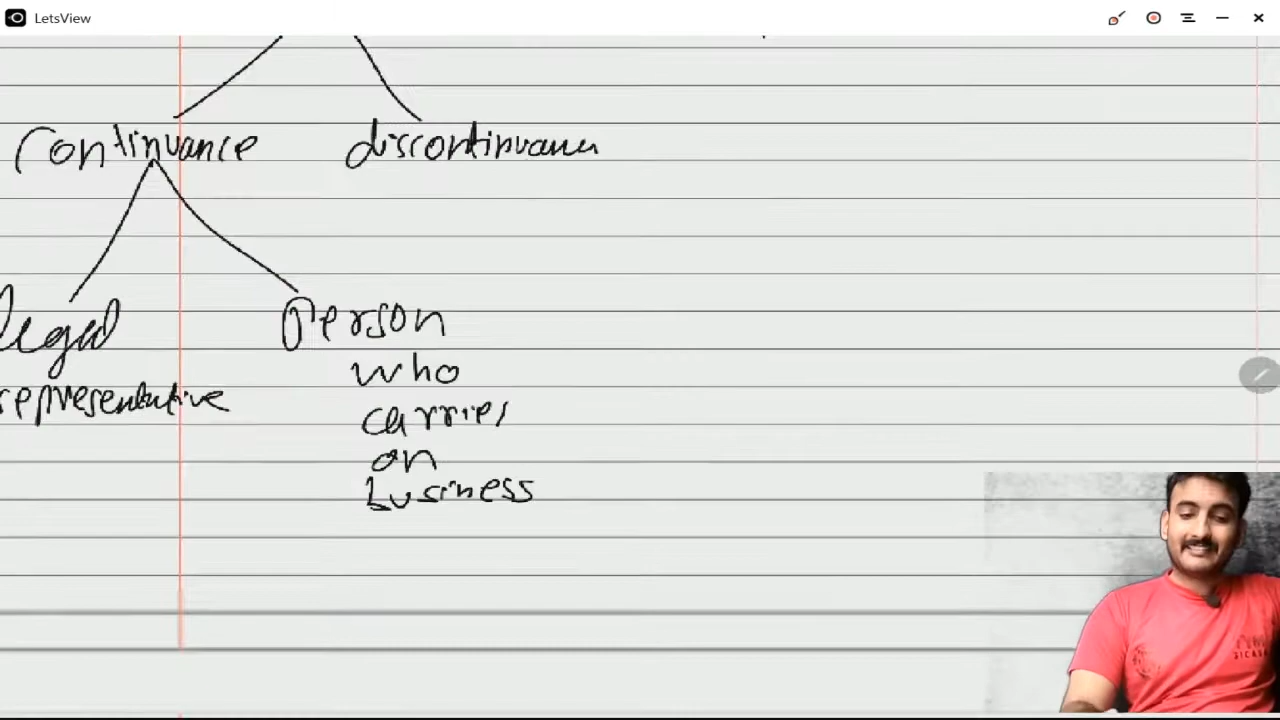 LetsView
Continuance discontinuance
legal
representative
Person
who
carries
on
business